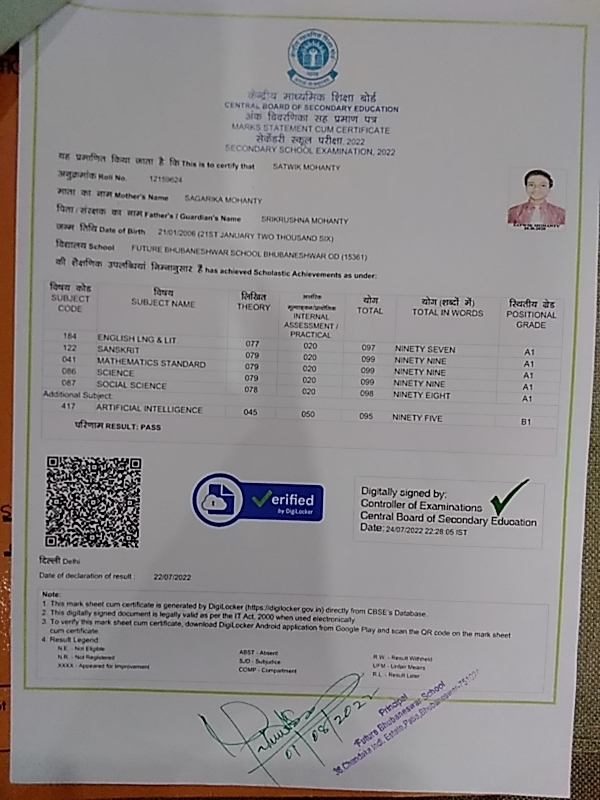 केन्द्रीय माध्यमिक शिक्षा बोर्ड
CENTRAL BOARD OF SECONDARY EDUCATION
अंक विवरणिका सह प्रमाण पत्र
MARKS STATEMENT CUM CERTIFICATE
सेकेंडरी स्कूल परीक्षा, 2022
SECONDARY SCHOOL EXAMINATION, 2022
यह प्रमाणित किया जाता है कि This is to certify that SATWIK MOHANTY
अनुक्रमांक Roll No. 12159624
माता का नाम Mother's Name SAGARIKA MOHANTY
पिता / संरक्षक का नाम Father's / Guardian's Name SRIKRUSHNA MOHANTY
जन्म तिथि Date of Birth 21/01/2006 (21ST JANUARY TWO THOUSAND SIX)
विद्यालय School FUTURE BHUBANESHWAR SCHOOL BHUBANESHWAR OD (15361)
की शैक्षणिक उपलब्धियां निम्नानुसार है has achieved Scholastic Achievements as under:
SATWIK MOHANTY
विषय कोड SUBJECT CODE विषय SUBJECT NAME लिखित THEORY आंतरिक मूल्यांकन/प्रायोगिक INTERNAL ASSESSMENT / PRACTICAL योग TOTAL योग (शब्दों में) TOTAL IN WORDS स्थितीय ग्रेड POSITIONAL GRADE
184 ENGLISH LNG & LIT. 077 020 097 NINETY SEVEN A1
122 SANSKRIT 079 020 099 NINETY NINE A1
041 MATHEMATICS STANDARD 079 020 099 NINETY NINE A1
086 SCIENCE 079 020 099 NINETY NINE A1
087 SOCIAL SCIENCE 078 020 098 NINETY EIGHT A1
Additional Subject:
417 ARTIFICIAL INTELLIGENCE 045 050 095 NINETY FIVE B1
परिणाम RESULT: PASS
Verified
by DigiLocker
Digitally signed by:
Controller of Examinations
Central Board of Secondary Education
Date: 24/07/2022 22:28:05 IST
दिल्ली Delhi
Date of declaration of result : 22/07/2022
Note:
1. This mark sheet cum certificate is generated by DigiLocker (https://digilocker.gov.in) directly from CBSE's Database.
2. This digitally signed document is legally valid as per the IT Act, 2000 when used electronically.
3. To verify this mark sheet cum certificate, download DigiLocker Android application from Google Play and scan the QR code on the mark sheet
cum certificate.
4. Result Legend:
N.E. - Not Eligible ABST - Absent R.W. - Result Withheld
N.R. - Not Registered SJD - Subjudice UFM - Unfair Means
XXXX - Appeared for Improvement COMP - Compartment R.L. - Result Later
01/08/2022
Principal
Future Bhubaneswar School